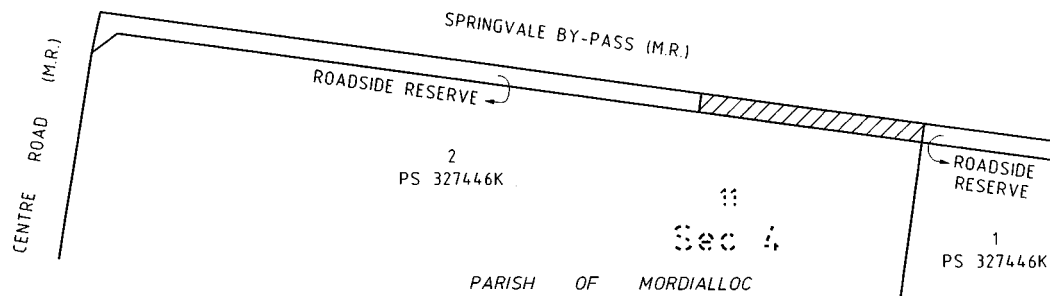 SPRINGVALE BY-PASS (M.R.)
CENTRE ROAD (M.R.)
ROADSIDE RESERVE
ROADSIDE
RESERVE
2
PS 327446K
11
Sec 4
1
PS 327446K
PARISH OF MORDIALLOC